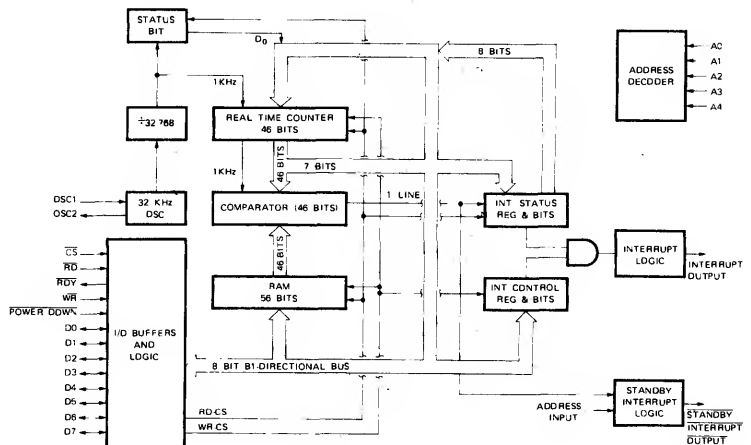 STATUS
BIT
D0
8 BITS
ADDRESS
DECODER
A0
A1
A2
A3
A4
1KHz
÷32768
REAL TIME COUNTER
46 BITS
46 BITS
7 BITS
1KHz
OSC1
OSC2
32 KHz
OSC
COMPARATOR (46 BITS)
1 LINE
INT STATUS
REG & BITS
46 BITS
INTERRUPT
LOGIC
INTERRUPT
OUTPUT
CS
RD
RDY
WR
POWER DOWN
D0
D1
D2
D3
D4
D5
D6
D7
I/O BUFFERS
AND
LOGIC
RAM
56 BITS
INT CONTROL
REG & BITS
8 BIT BI-DIRECTIONAL BUS
RD·CS
WR·CS
ADDRESS
INPUT
STANDBY
INTERRUPT
LOGIC
STANDBY
INTERRUPT
OUTPUT